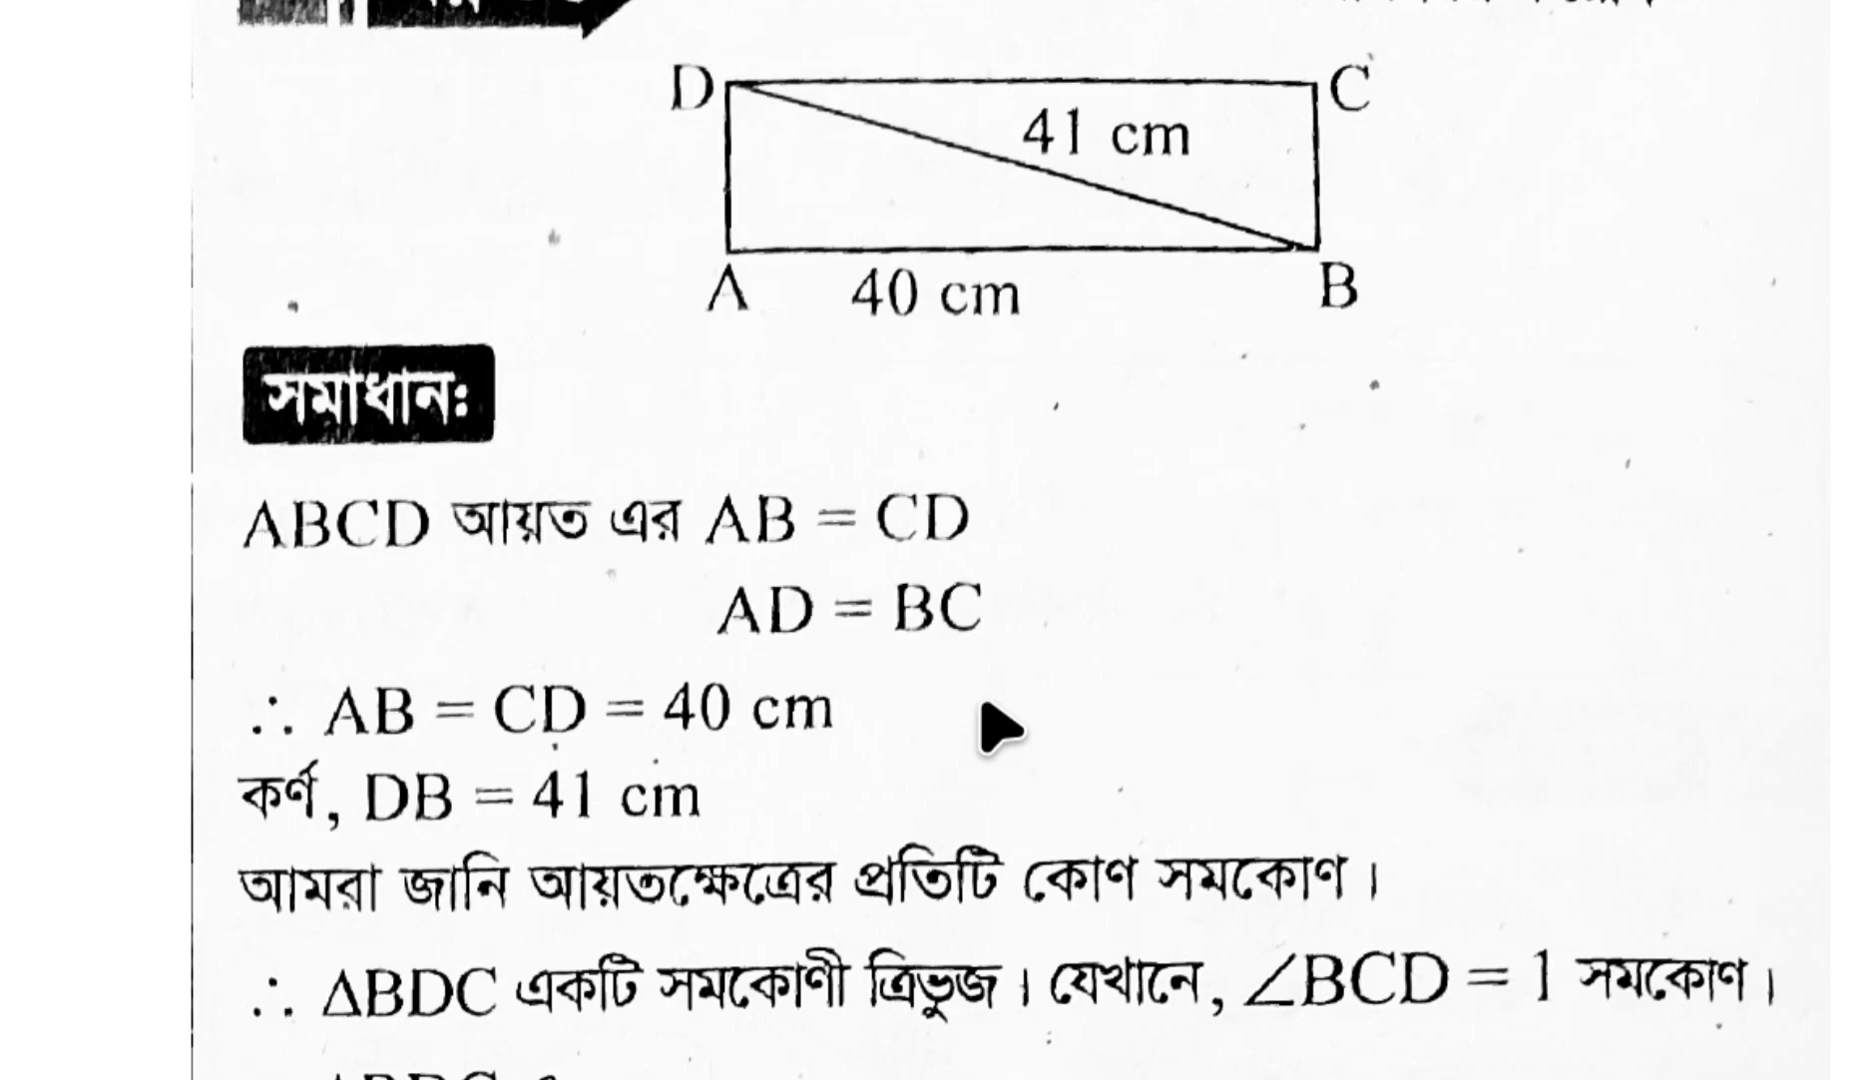 D
C
41 cm
A
40 cm
B
সমাধানঃ
ABCD আয়ত এর AB = CD
AD = BC
∴ AB = CD = 40 cm
কর্ণ, DB = 41 cm
আমরা জানি আয়তক্ষেত্রের প্রতিটি কোণ সমকোণ।
∴ ΔBDC একটি সমকোণী ত্রিভুজ। যেখানে, ∠BCD = 1 সমকোণ।